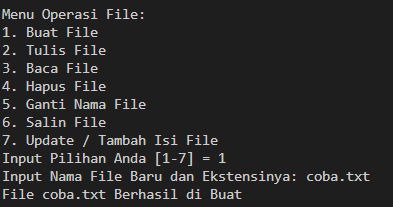 Menu Operasi File:
1. Buat File
2. Tulis File
3. Baca File
4. Hapus File
5. Ganti Nama File
6. Salin File
7. Update / Tambah Isi File
Input Pilihan Anda [1-7] = 1
Input Nama File Baru dan Ekstensinya: coba.txt
File coba.txt Berhasil di Buat